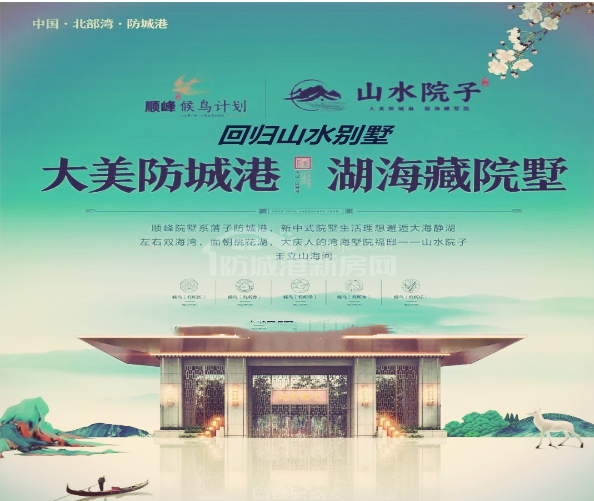 中国·北部湾·防城港
顺峰 候鸟计划
山水院子
大美防城港 湖海藏院墅
回归山水别墅
大美防城港 湖海藏院墅
顺峰院墅系落子防城港，新中式院墅生活理想邂逅大海静湖
左右双海湾，面朝桃花湖，大庆人的湾海墅院福邸——山水院子
王立山海间
防城港新房网